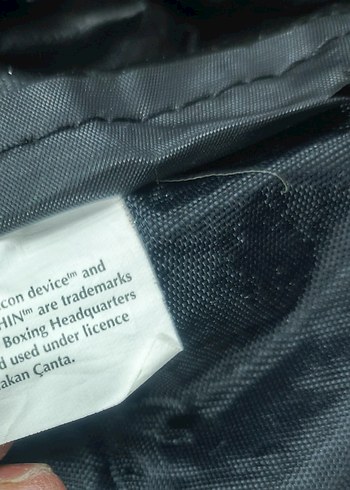 con device™ and
HIN™ are trademarks
Boxing Headquarters
d used under licence
akan Çanta.